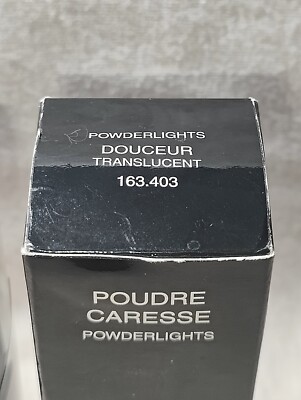 POWDERLIGHTS
DOUCEUR
TRANSLUCENT
163.403
POUDRE
CARESSE
POWDERLIGHTS